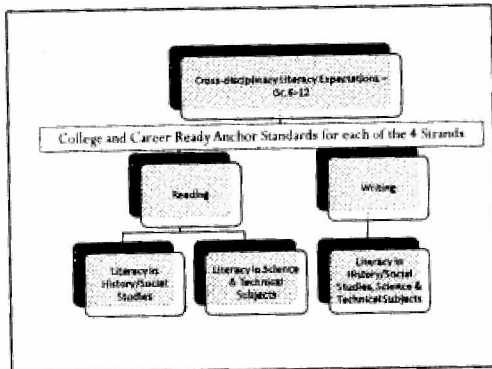 Cross-disciplinary Literacy Expectations –
Gr. 6-12
College and Career Ready Anchor Standards for each of the 4 Strands
Reading
Writing
Literacy in
History/Social
Studies
Literacy in Science
& Technical
Subjects
Literacy in
History/Social
Studies, Science &
Technical Subjects